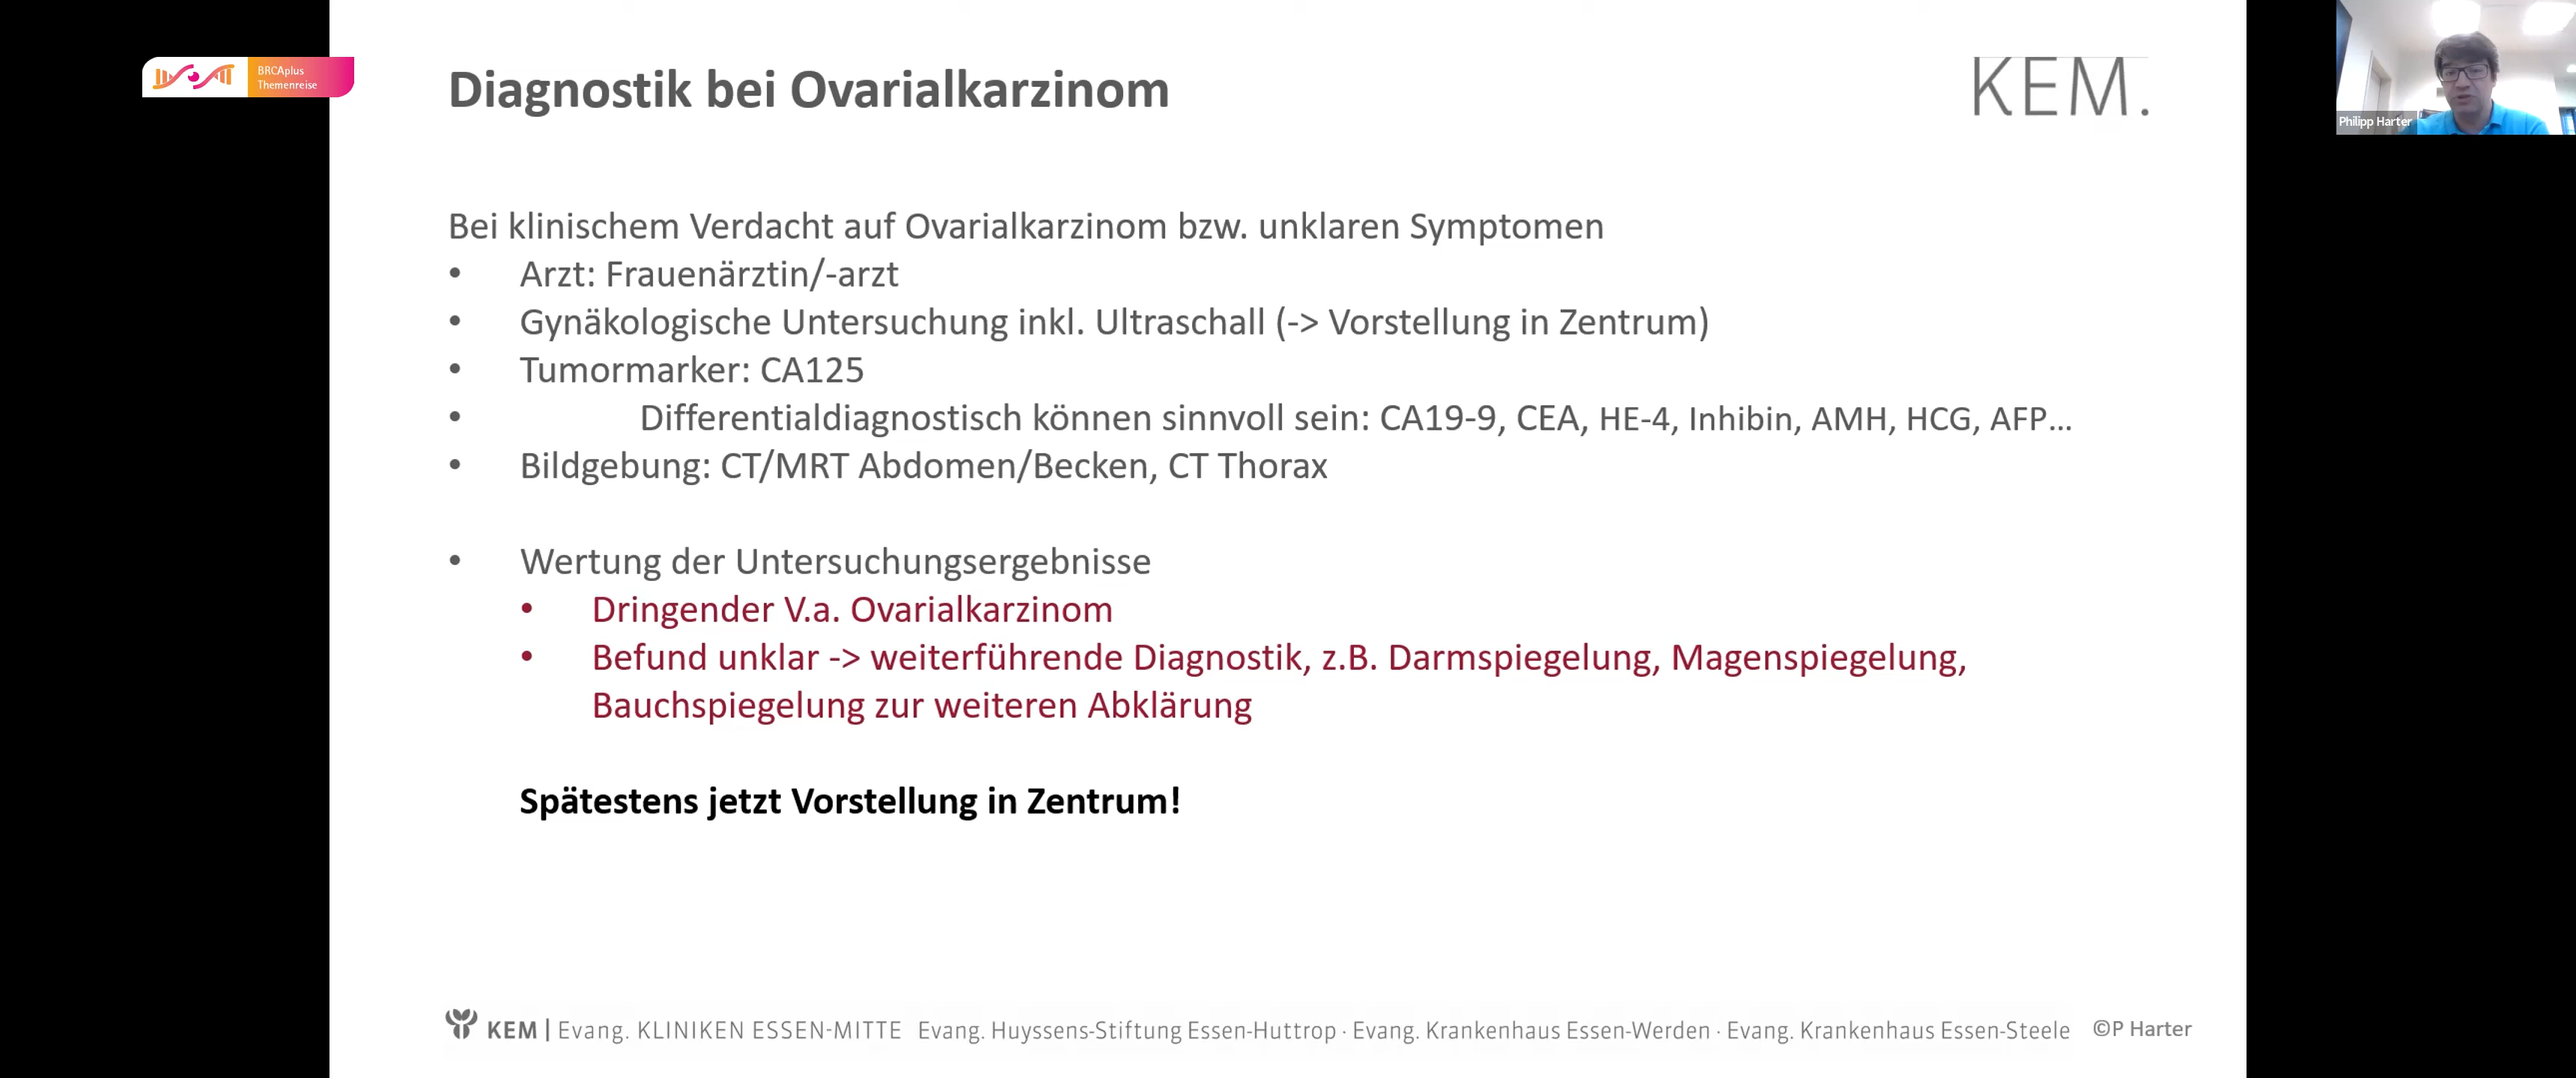 BRCAplus
Themenreise
Diagnostik bei Ovarialkarzinom
KEM.
Philipp Harter
Bei klinischem Verdacht auf Ovarialkarzinom bzw. unklaren Symptomen
• Arzt: Frauenärztin/-arzt
• Gynäkologische Untersuchung inkl. Ultraschall (-> Vorstellung in Zentrum)
• Tumormarker: CA125
• Differentialdiagnostisch können sinnvoll sein: CA19-9, CEA, HE-4, Inhibin, AMH, HCG, AFP...
• Bildgebung: CT/MRT Abdomen/Becken, CT Thorax
• Wertung der Untersuchungsergebnisse
• Dringender V.a. Ovarialkarzinom
• Befund unklar -> weiterführende Diagnostik, z.B. Darmspiegelung, Magenspiegelung,
Bauchspiegelung zur weiteren Abklärung
Spätestens jetzt Vorstellung in Zentrum!
KEM | Evang. KLINIKEN ESSEN-MITTE Evang. Huyssens-Stiftung Essen-Huttrop · Evang. Krankenhaus Essen-Werden · Evang. Krankenhaus Essen-Steele ©P Harter